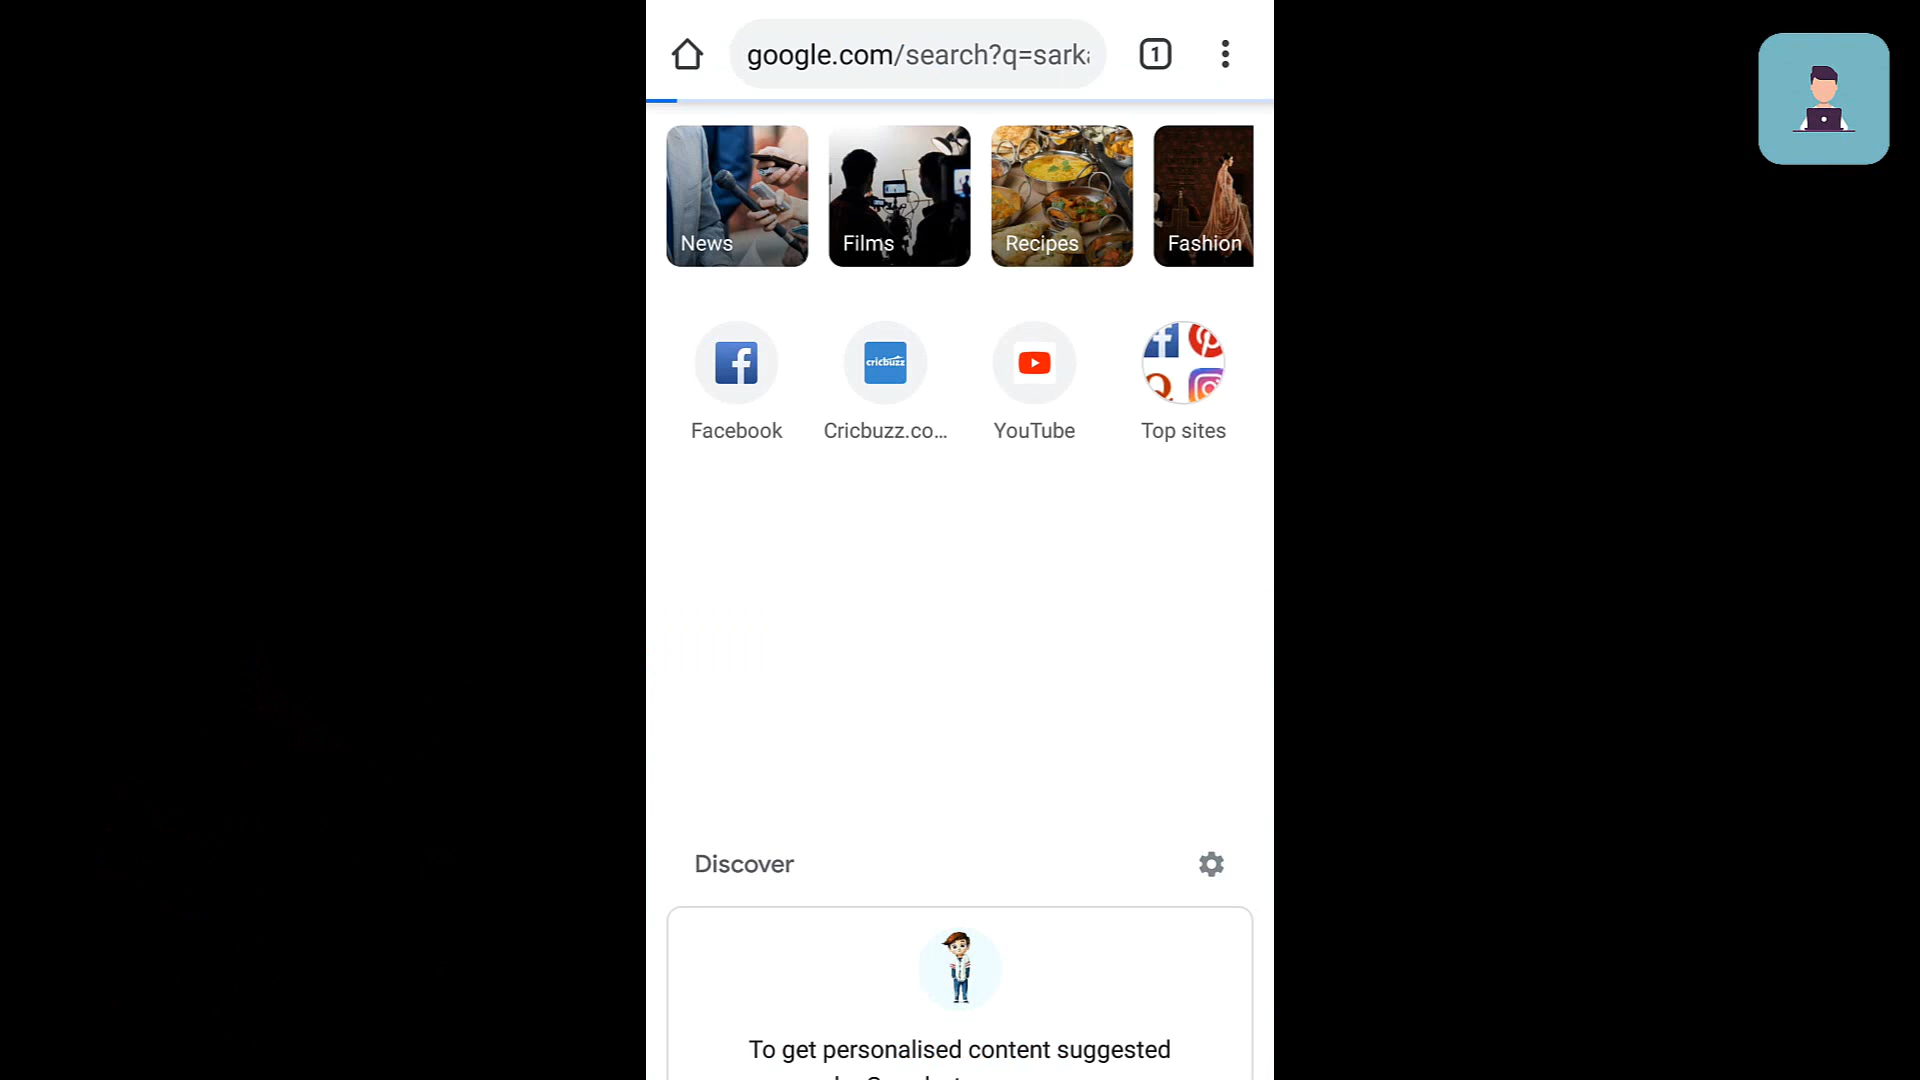 google.com/search?q=sark
1
News
Films
Recipes
Fashion
cricbuzz
Facebook
Cricbuzz.co...
YouTube
Top sites
Discover
To get personalised content suggested